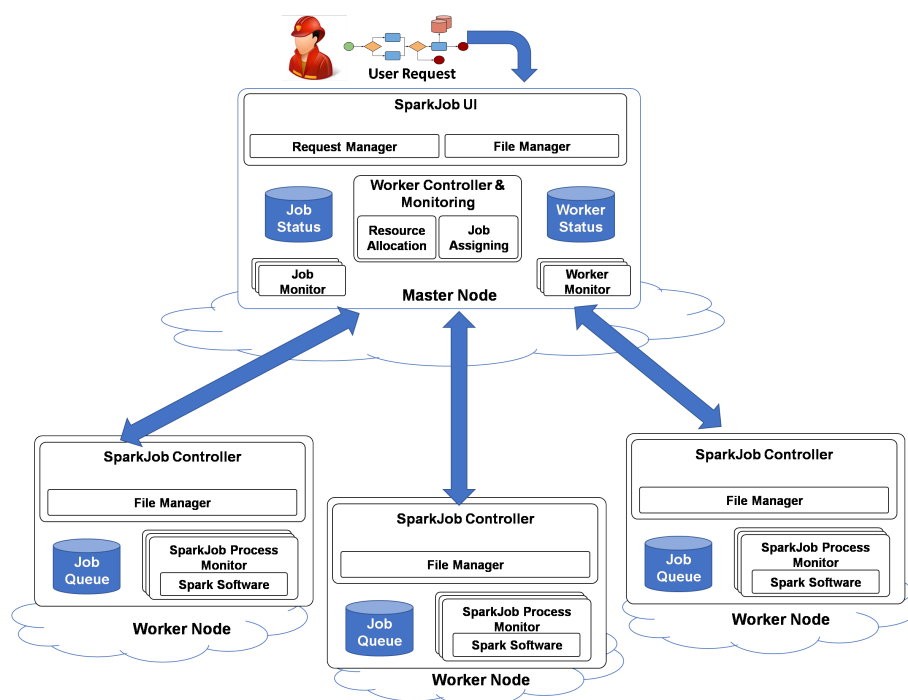 User Request
SparkJob UI
Request Manager
File Manager
Job
Status
Worker Controller &
Monitoring
Resource
Allocation
Job
Assigning
Worker
Status
Job
Monitor
Worker
Monitor
Master Node
SparkJob Controller
File Manager
Job
Queue
SparkJob Process
Monitor
Spark Software
Worker Node
SparkJob Controller
File Manager
Job
Queue
SparkJob Process
Monitor
Spark Software
Worker Node
SparkJob Controller
File Manager
Job
Queue
SparkJob Process
Monitor
Spark Software
Worker Node